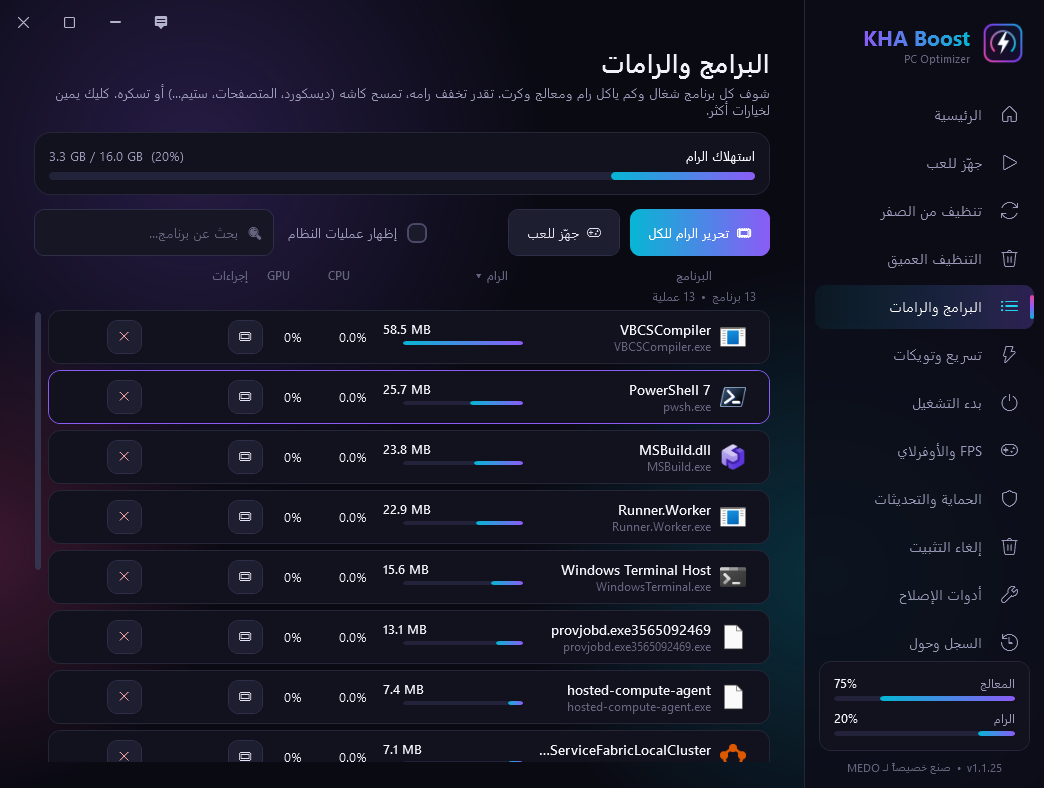 KHA Boost
PC Optimizer
الرئيسية
جهّز للعب
تنظيف من الصفر
التنظيف العميق
البرامج والرامات
تسريع وتويكات
بدء التشغيل
FPS والأوفرلاي
الحماية والتحديثات
إلغاء التثبيت
أدوات الإصلاح
السجل وحول
المعالج 75%
الرام 20%
v1.1.25 • صنع خصيصاً لـ MEDO
البرامج والرامات
شوف كل برنامج شغال وكم ياكل رام ومعالج وكرت. تقدر تخفف رامه، تمسح كاشه (ديسكورد، المتصفحات، ستيم...) أو تسكره. كليك يمين
لخيارات أكثر.
استهلاك الرام 3.3 GB / 16.0 GB (20%)
تحرير الرام للكل
جهّز للعب
إظهار عمليات النظام
بحث عن برنامج...
البرنامج الرام ▼ CPU GPU إجراءات
13 برنامج • 13 عملية
VBCSCompiler 58.5 MB
VBCSCompiler.exe 0.0% 0%
PowerShell 7 25.7 MB
pwsh.exe 0.0% 0%
MSBuild.dll 23.8 MB
MSBuild.exe 0.0% 0%
Runner.Worker 22.9 MB
Runner.Worker.exe 0.0% 0%
Windows Terminal Host 15.6 MB
WindowsTerminal.exe 0.0% 0%
provjobd.exe3565092469 13.1 MB
provjobd.exe3565092469.exe 0.0% 0%
hosted-compute-agent 7.4 MB
hosted-compute-agent.exe 0.0% 0%
ServiceFabricLocalCluster... 7.1 MB
0.0% 0%